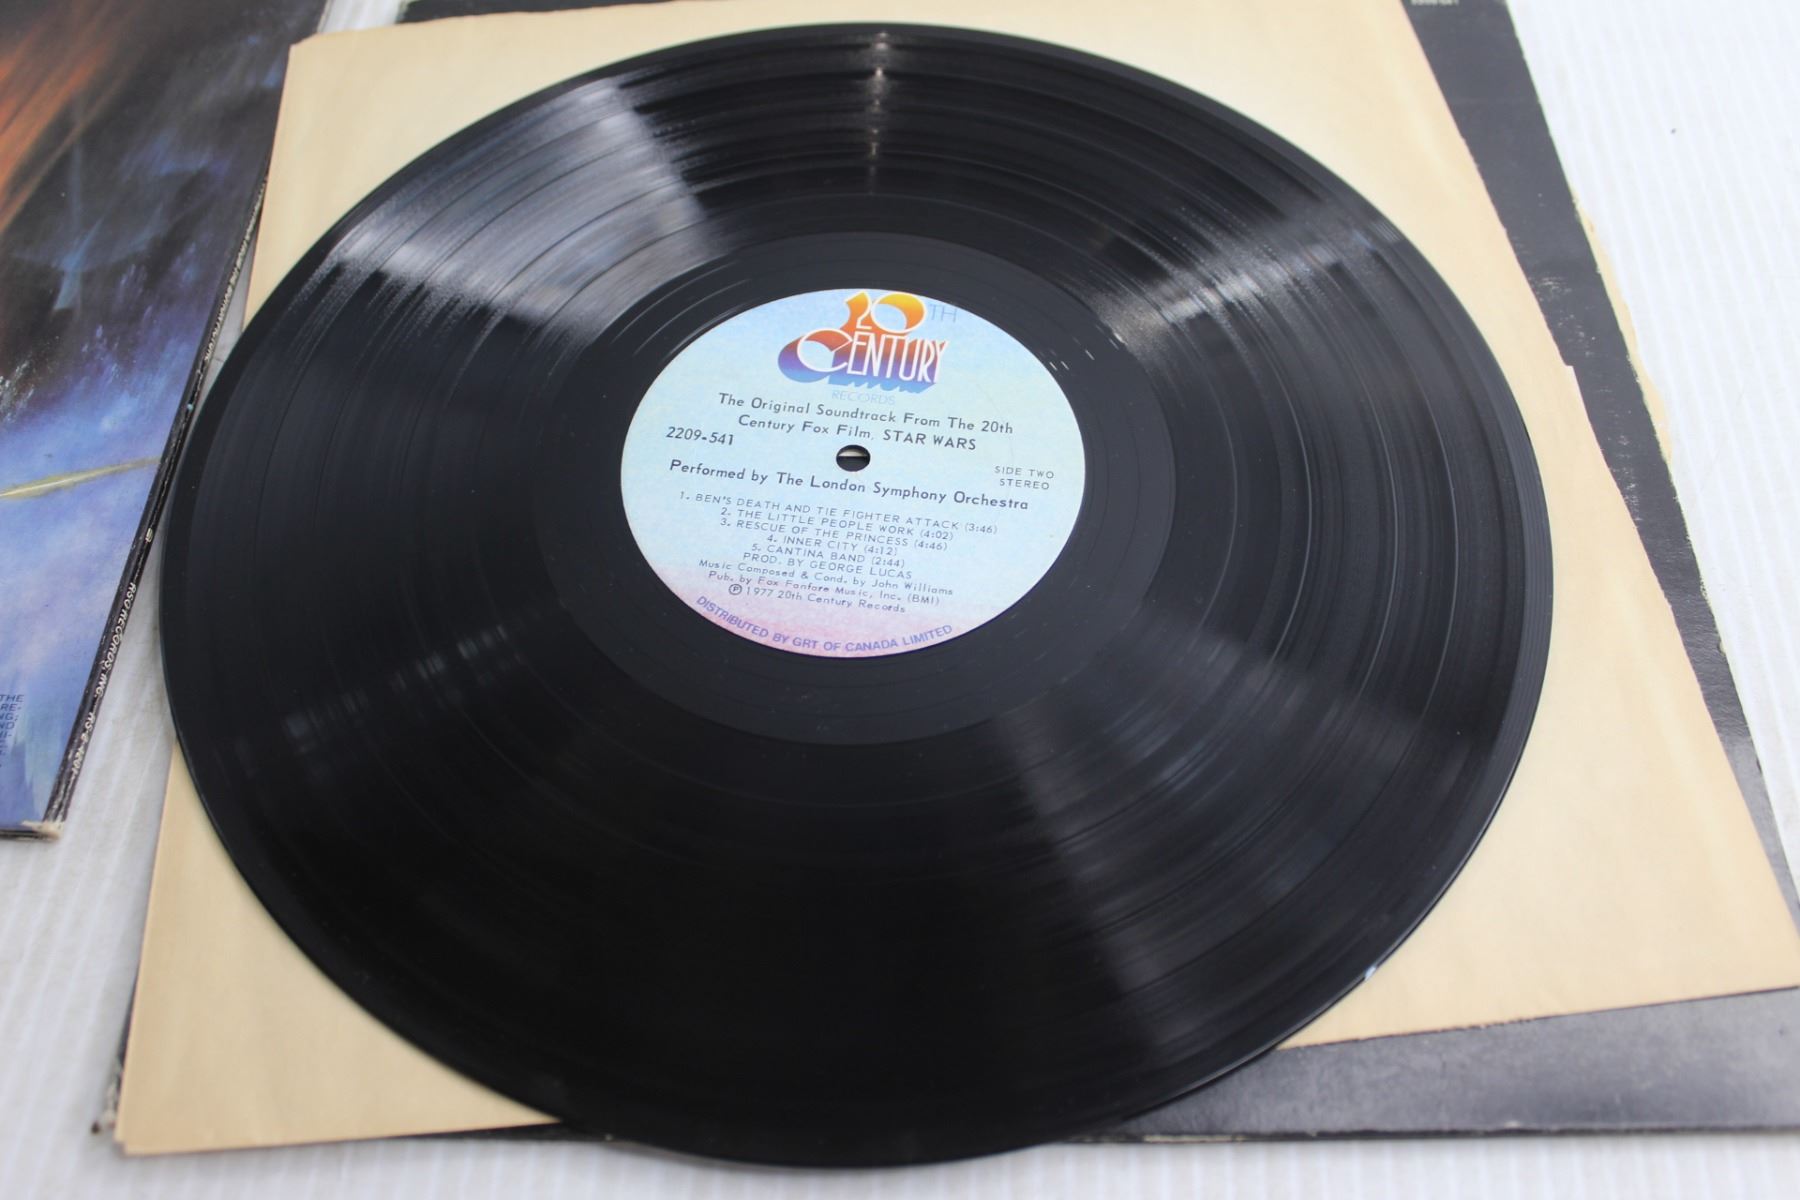 20TH
CENTURY
RECORDS
The Original Soundtrack From The 20th
Century Fox Film, STAR WARS
2209-541
SIDE TWO
STEREO
Performed by The London Symphony Orchestra
1. BEN'S DEATH AND TIE FIGHTER ATTACK (3:46)
2. THE LITTLE PEOPLE WORK (4:02)
3. RESCUE OF THE PRINCESS (4:46)
4. INNER CITY (4:12)
5. CANTINA BAND (2:44)
PROD. BY GEORGE LUCAS
Music Composed & Cond. by John Williams
Pub. by Fox Fanfare Music, Inc. (BMI)
Ⓟ 1977 20th Century Records
DISTRIBUTED BY GRT OF CANADA LIMITED
RSO RECORDS, INC.
THE